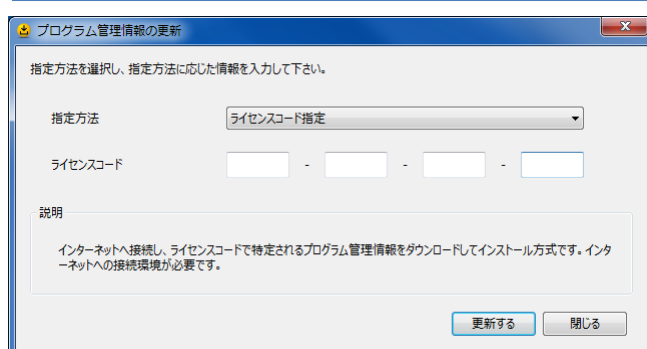 プログラム管理情報の更新
指定方法を選択し、指定方法に応じた情報を入力して下さい。
指定方法 ライセンスコード指定
ライセンスコード - - -
説明
インターネットへ接続し、ライセンスコードで特定されるプログラム管理情報をダウンロードしてインストール方式です。インタ
ーネットへの接続環境が必要です。
更新する 閉じる